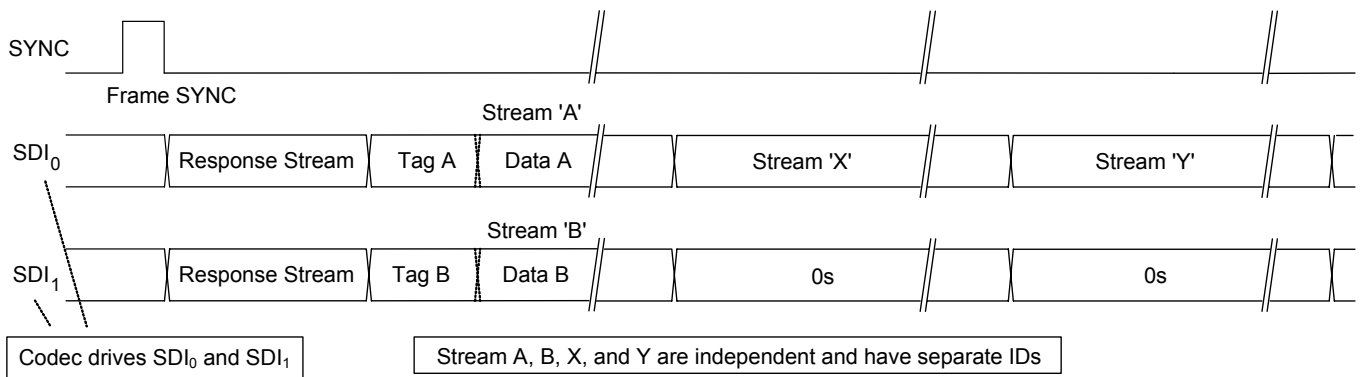 SYNC
Frame SYNC
Stream 'A'
SDI₀ Response Stream Tag A Data A Stream 'X' Stream 'Y'
Stream 'B'
SDI₁ Response Stream Tag B Data B 0s 0s
Codec drives SDI₀ and SDI₁
Stream A, B, X, and Y are independent and have separate IDs